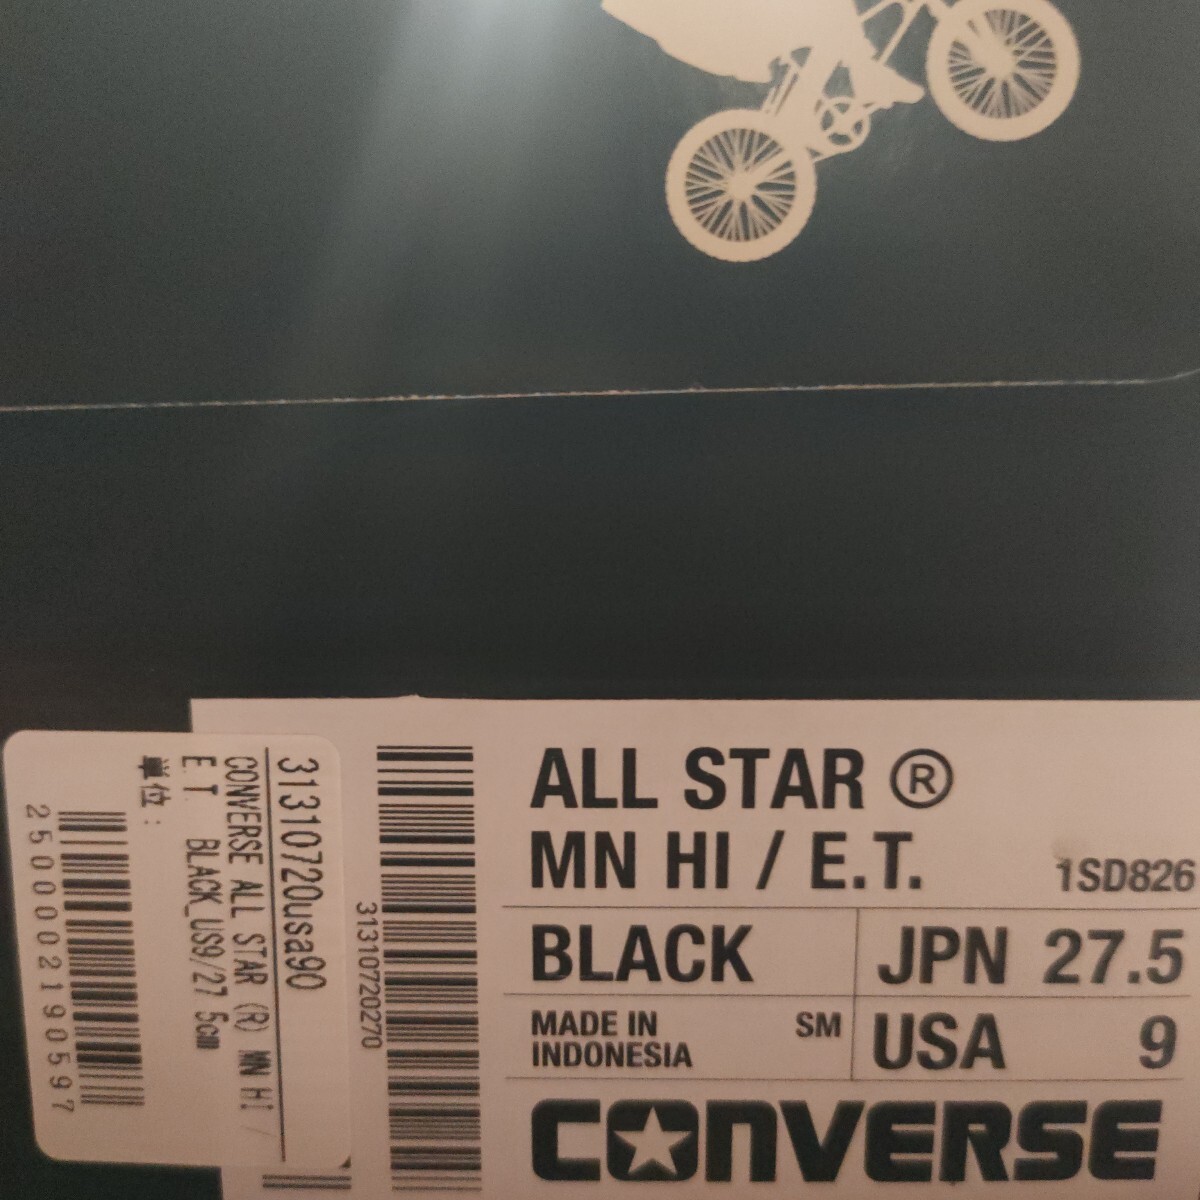 ALL STAR ®
MN HI / E.T.
1SD826
BLACK
JPN 27.5
MADE IN
INDONESIA
SM
USA 9
CONVERSE
31310720270
31310720usa90
CONVERSE ALL STAR (R) MN HI /
E.T. BLACK_US9/27.5cm
単位:
2500002190597